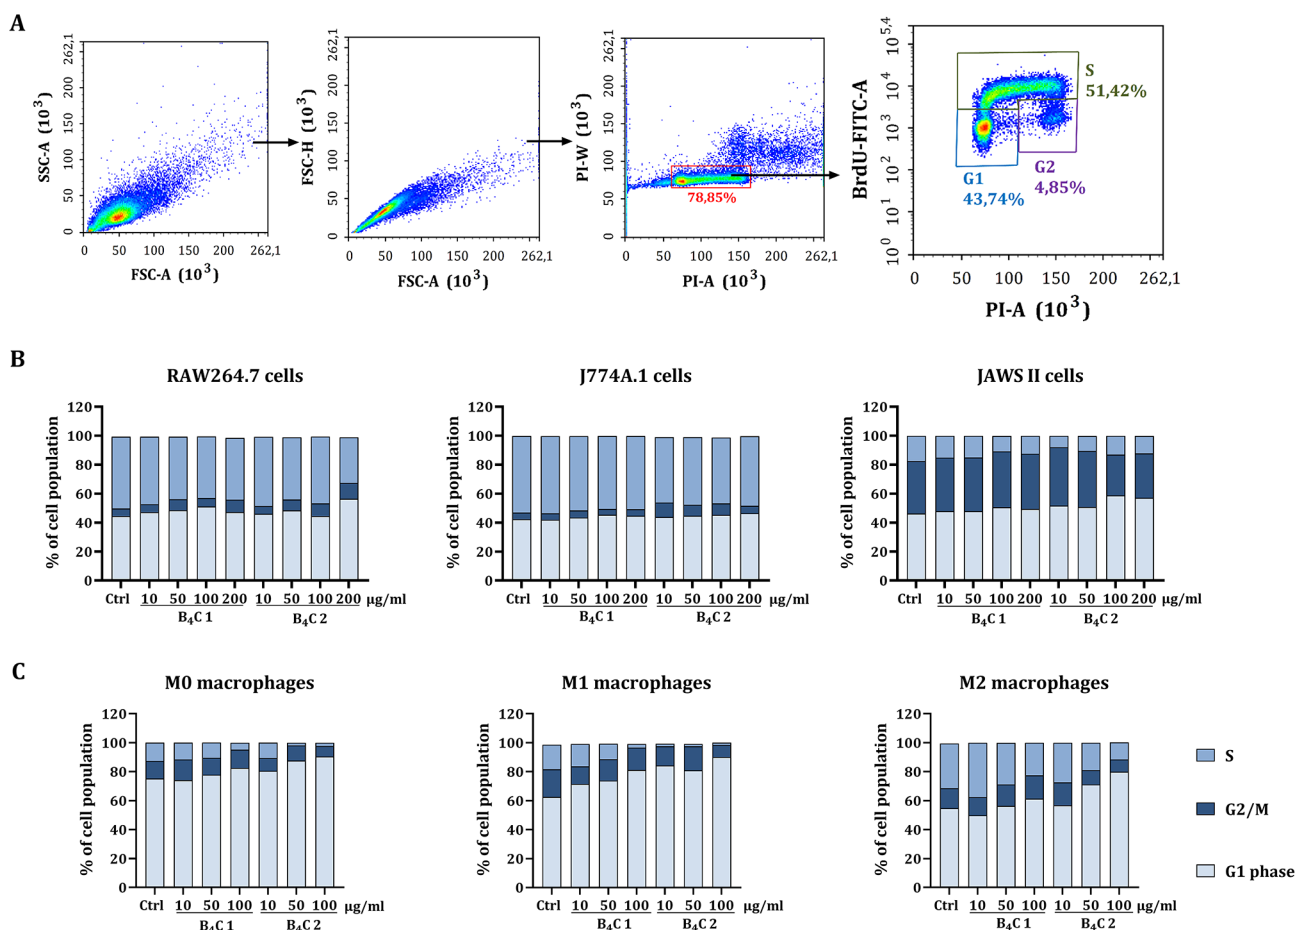 A
SSC-A (10³)
262,1
200
150
100
50
0
0 50 100 150 200 262,1
FSC-A (10³)
FSC-H (10³)
262,1
200
150
100
50
0
0 50 100 150 200 262,1
FSC-A (10³)
PI-W (10³)
262,1
200
150
100
50
0
78,85%
0 50 100 150 200 262,1
PI-A (10³)
BrdU-FITC-A
10⁰ 10¹ 10² 10³ 10⁴ 10⁵,⁴
S
51,42%
G1
43,74%
G2
4,85%
0 50 100 150 200 262,1
PI-A (10³)
B
RAW264.7 cells
% of cell population
120
100
80
60
40
20
0
Ctrl 10 50 100 200 10 50 100 200 µg/ml
B₄C 1 B₄C 2
J774A.1 cells
% of cell population
120
100
80
60
40
20
0
Ctrl 10 50 100 200 10 50 100 200 µg/ml
B₄C 1 B₄C 2
JAWS II cells
% of cell population
120
100
80
60
40
20
0
Ctrl 10 50 100 200 10 50 100 200 µg/ml
B₄C 1 B₄C 2
C
M0 macrophages
% of cell population
120
100
80
60
40
20
0
Ctrl 10 50 100 10 50 100 µg/ml
B₄C 1 B₄C 2
M1 macrophages
% of cell population
120
100
80
60
40
20
0
Ctrl 10 50 100 10 50 100 µg/ml
B₄C 1 B₄C 2
M2 macrophages
% of cell population
120
100
80
60
40
20
0
Ctrl 10 50 100 10 50 100 µg/ml
B₄C 1 B₄C 2
S
G2/M
G1 phase